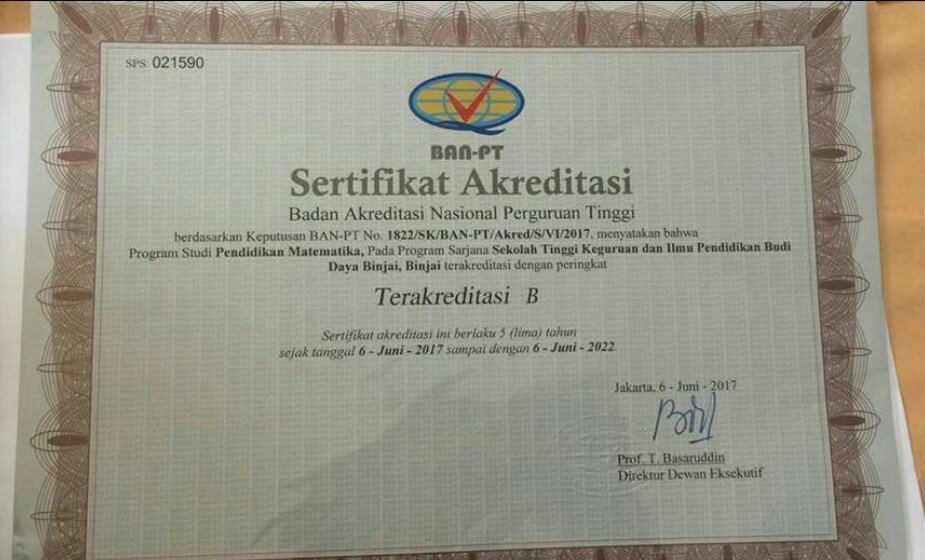 SPS: 021590
BAN-PT
Sertifikat Akreditasi
Badan Akreditasi Nasional Perguruan Tinggi
berdasarkan Keputusan BAN-PT No. 1822/SK/BAN-PT/Akred/S/VI/2017, menyatakan bahwa
Program Studi Pendidikan Matematika, Pada Program Sarjana Sekolah Tinggi Keguruan dan Ilmu Pendidikan Budi
Daya Binjai, Binjai terakreditasi dengan peringkat
Terakreditasi B
Sertifikat akreditasi ini berlaku 5 (lima) tahun
sejak tanggal 6 - Juni - 2017 sampai dengan 6 - Juni - 2022
Jakarta, 6 - Juni - 2017
Prof. T. Basaruddin
Direktur Dewan Eksekutif